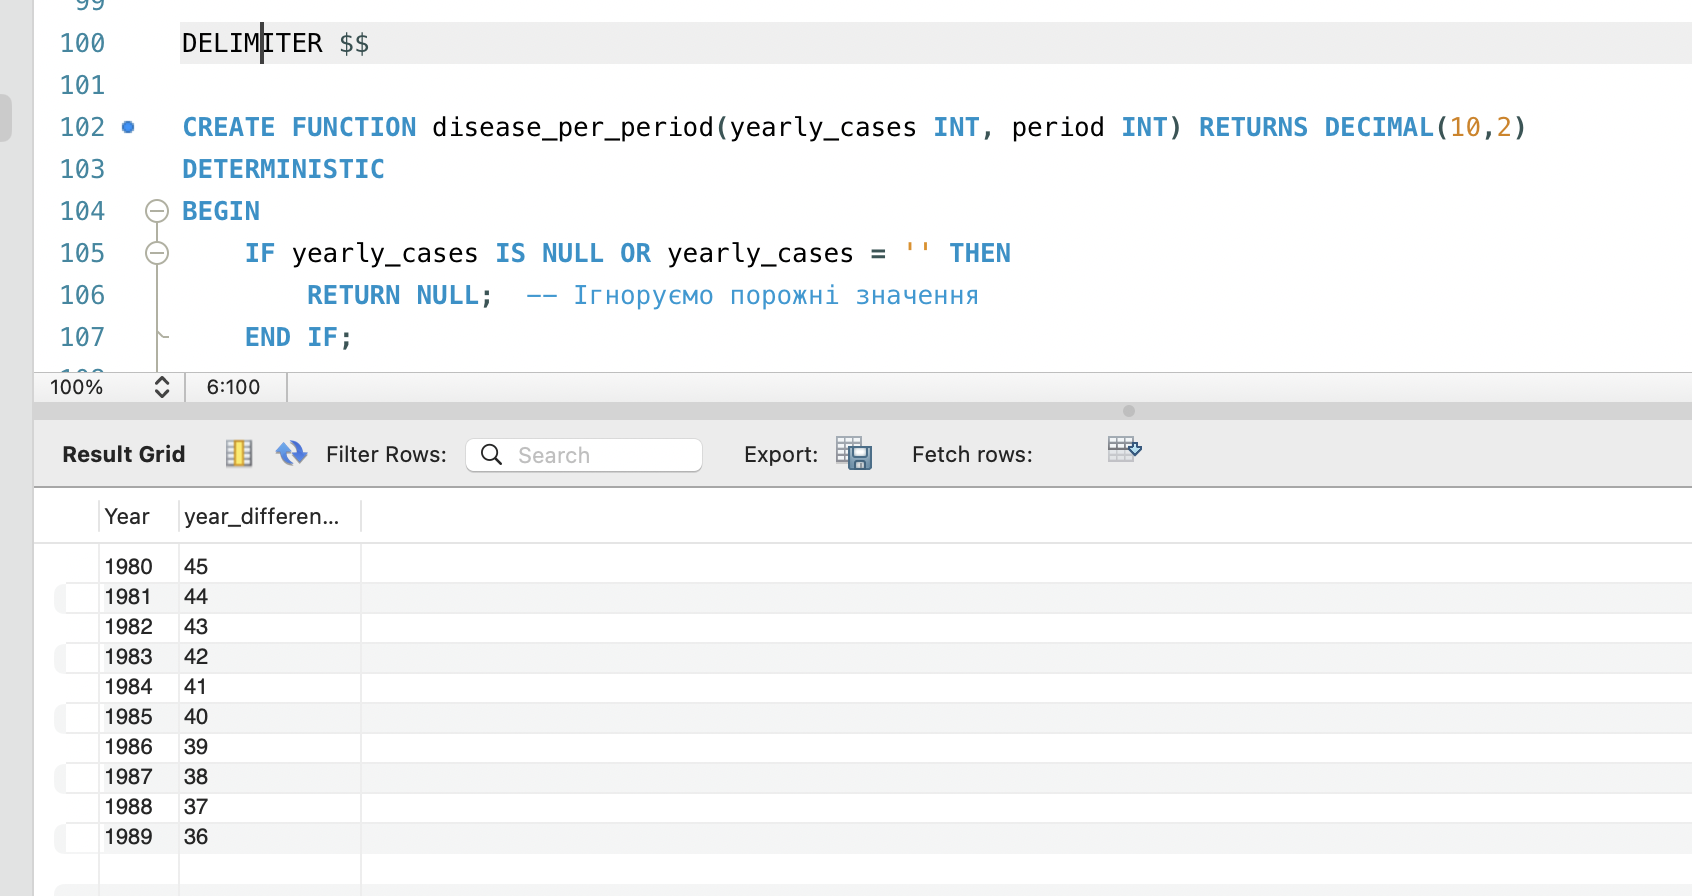 99
100 DELIMITER $$
101
102 CREATE FUNCTION disease_per_period(yearly_cases INT, period INT) RETURNS DECIMAL(10,2)
103 DETERMINISTIC
104 BEGIN
105 IF yearly_cases IS NULL OR yearly_cases = '' THEN
106 RETURN NULL; -- Ігноруємо порожні значення
107 END IF;
100% 6:100
Result Grid Filter Rows: Search Export: Fetch rows:
Year year_differen...
1980 45
1981 44
1982 43
1983 42
1984 41
1985 40
1986 39
1987 38
1988 37
1989 36